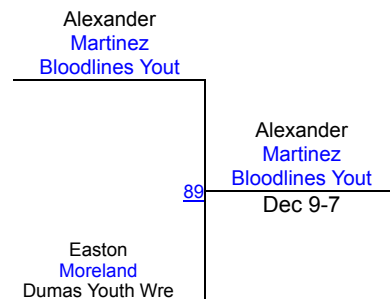 Alexander
Martinez
Bloodlines Yout
Alexander
Martinez
Bloodlines Yout
89
Dec 9-7
Easton
Moreland
Dumas Youth Wre